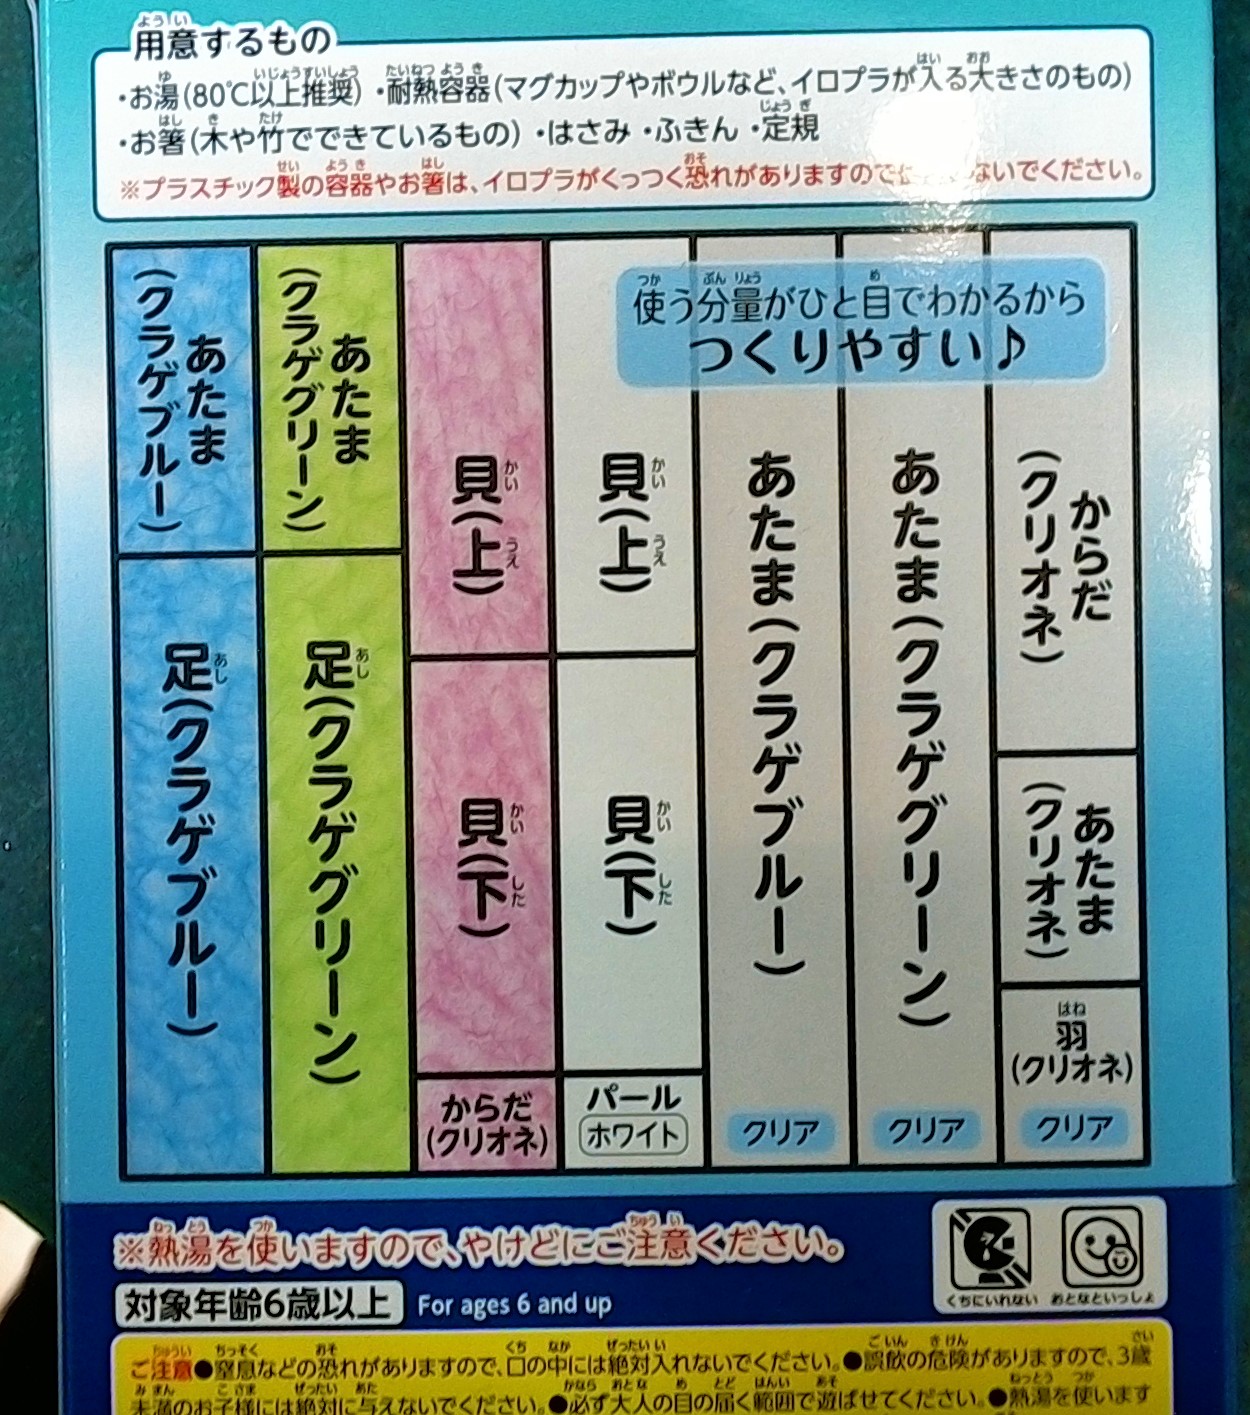 用意するもの
・お湯(80℃以上推奨) ・耐熱容器(マグカップやボウルなど、イロプラが入る大きさのもの)
・お箸(木や竹でできているもの) ・はさみ ・ふきん ・定規
※プラスチック製の容器やお箸は、イロプラがくっつく恐れがありますので ないでください。
使う分量がひと目でわかるから
つくりやすい♪
あたま
(クラゲブルー)
足(クラゲブルー)
あたま
(クラゲグリーン)
足(クラゲグリーン)
貝(上)
貝(下)
からだ
(クリオネ)
貝(上)
貝(下)
パール
ホワイト
あたま(クラゲブルー)
クリア
あたま(クラゲグリーン)
クリア
からだ
(クリオネ)
あたま
(クリオネ)
羽
(クリオネ)
クリア
※熱湯を使いますので、やけどにご注意ください。
対象年齢6歳以上 For ages 6 and up
くちにいれない おとなといっしょ
ご注意●窒息などの恐れがありますので、口の中には絶対入れないでください。●誤飲の危険がありますので、3歳
未満のお子様には絶対に与えないでください。●必ず大人の目の届く範囲で遊ばせてください。●熱湯を使います